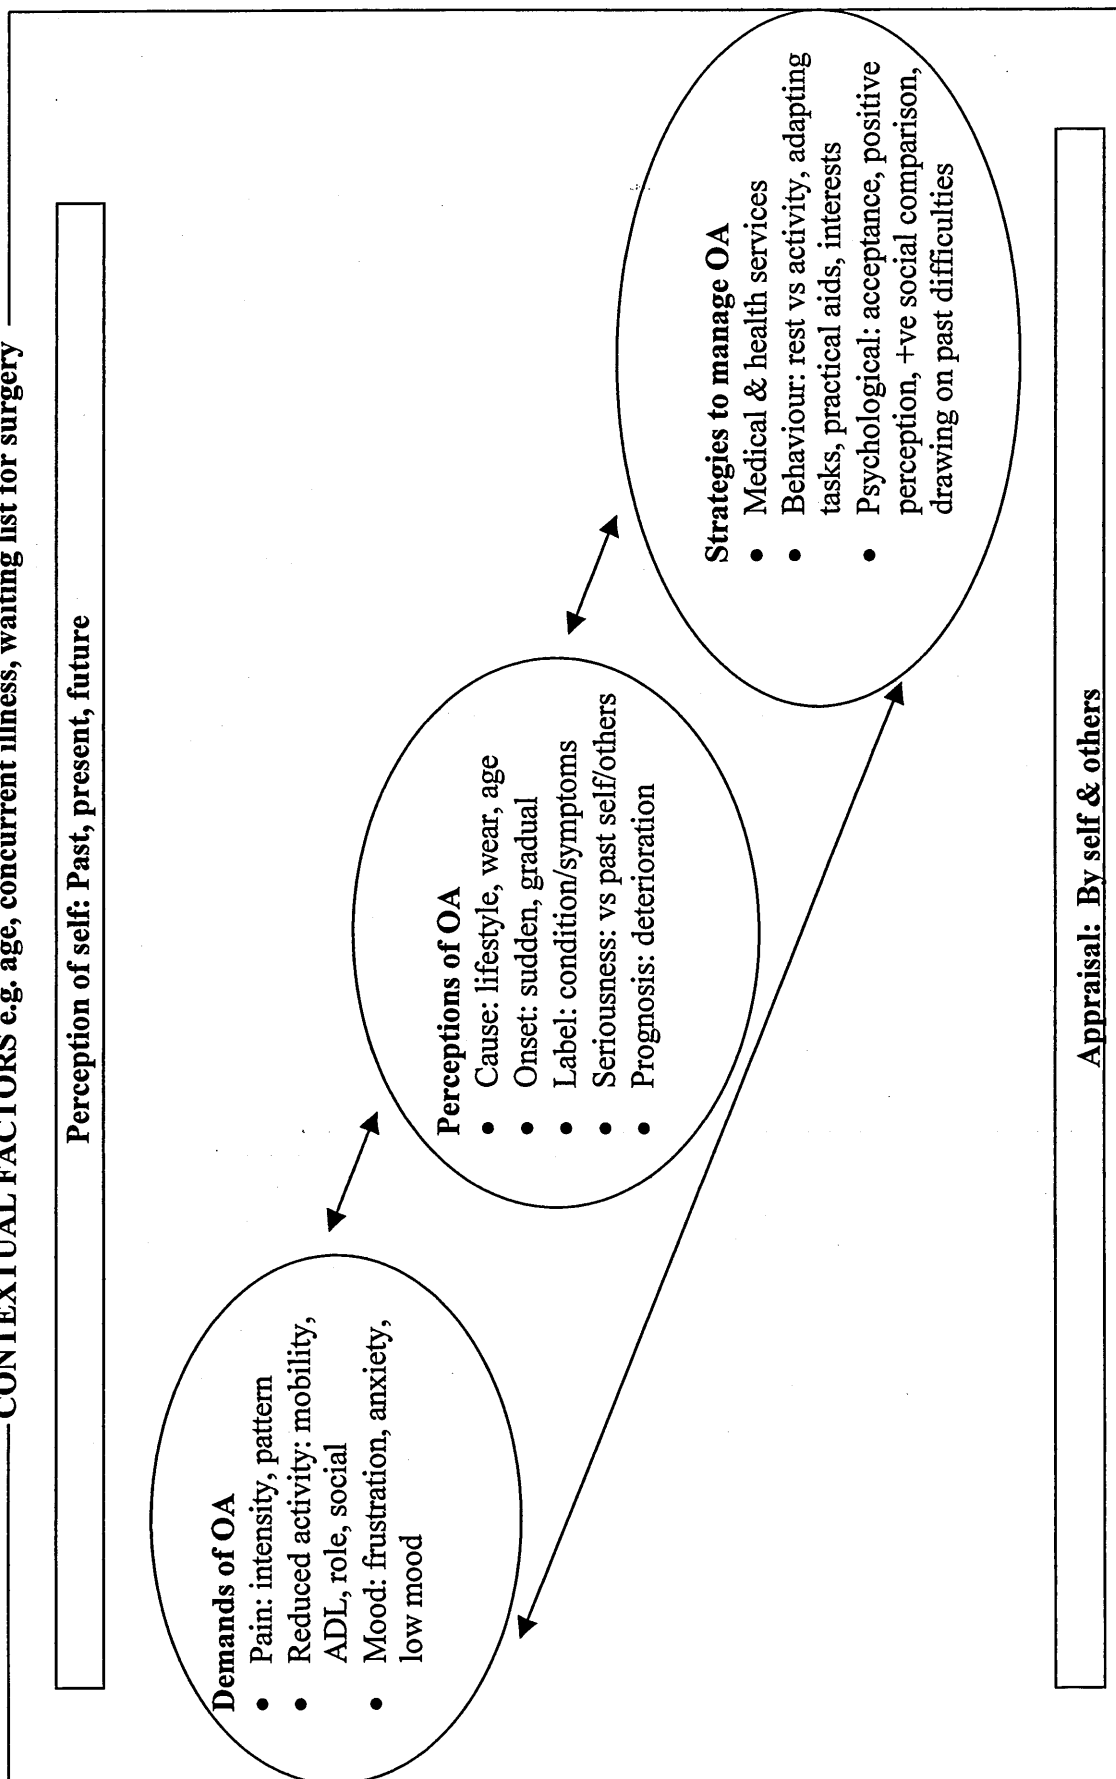 CONTEXTUAL FACTORS e.g. age, concurrent illness, waiting list for surgery
Perception of self: Past, present, future
Demands of OA
• Pain: intensity, pattern
• Reduced activity: mobility,
ADL, role, social
• Mood: frustration, anxiety,
low mood
Perceptions of OA
• Cause: lifestyle, wear, age
• Onset: sudden, gradual
• Label: condition/symptoms
• Seriousness: vs past self/others
• Prognosis: deterioration
Strategies to manage OA
• Medical & health services
• Behaviour: rest vs activity, adapting
tasks, practical aids, interests
• Psychological: acceptance, positive
perception, +ve social comparison,
drawing on past difficulties
Appraisal: By self & others